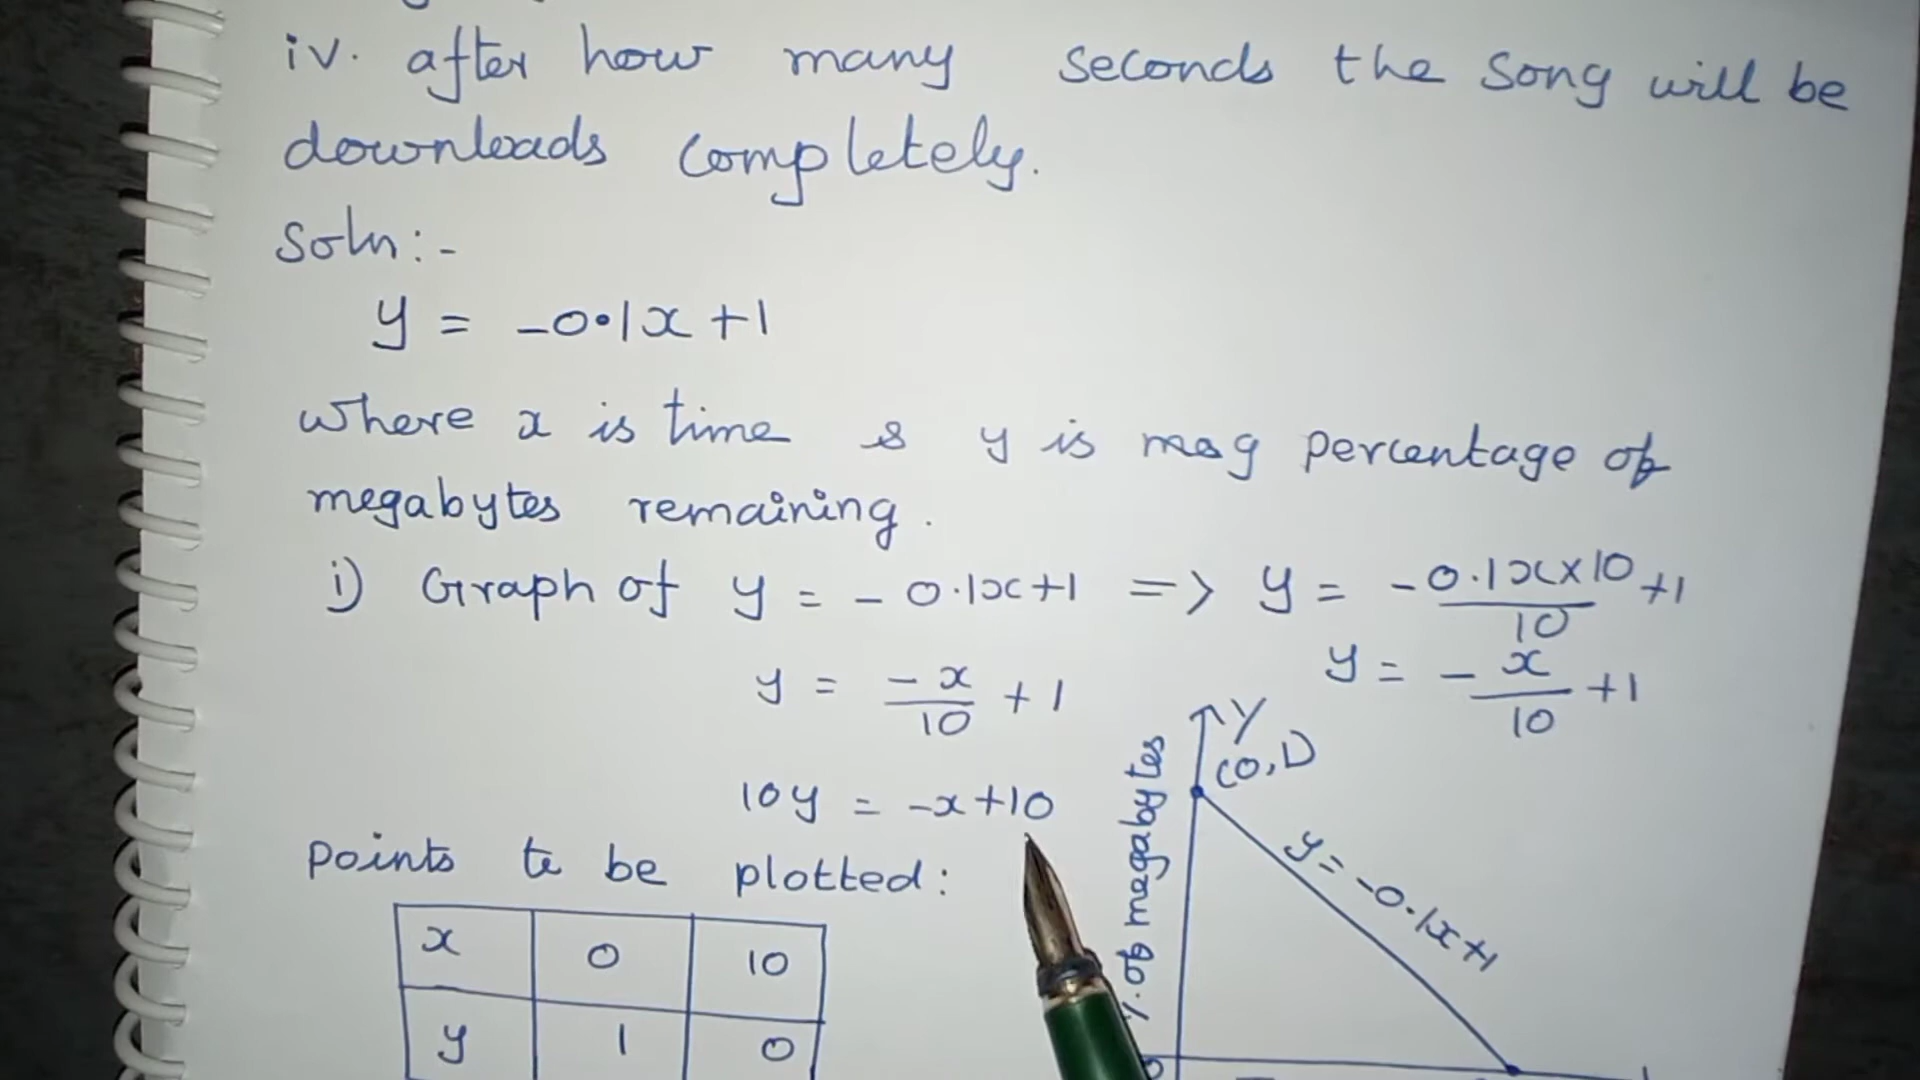 iv. after how many seconds the song will be
downloads completely.
Soln:-
y = -0.1x+1
where x is time & y is meg percentage of
megabytes remaining.
i) Graph of y = -0.1x+1 => y = -0.1x×10/10 +1
y = -x/10 + 1
y = -x/10 +1
10y = -x+10
points to be plotted:
x 0 10
y 1 0
Y
(0,1)
% of megabytes
y = -0.1x+1
0